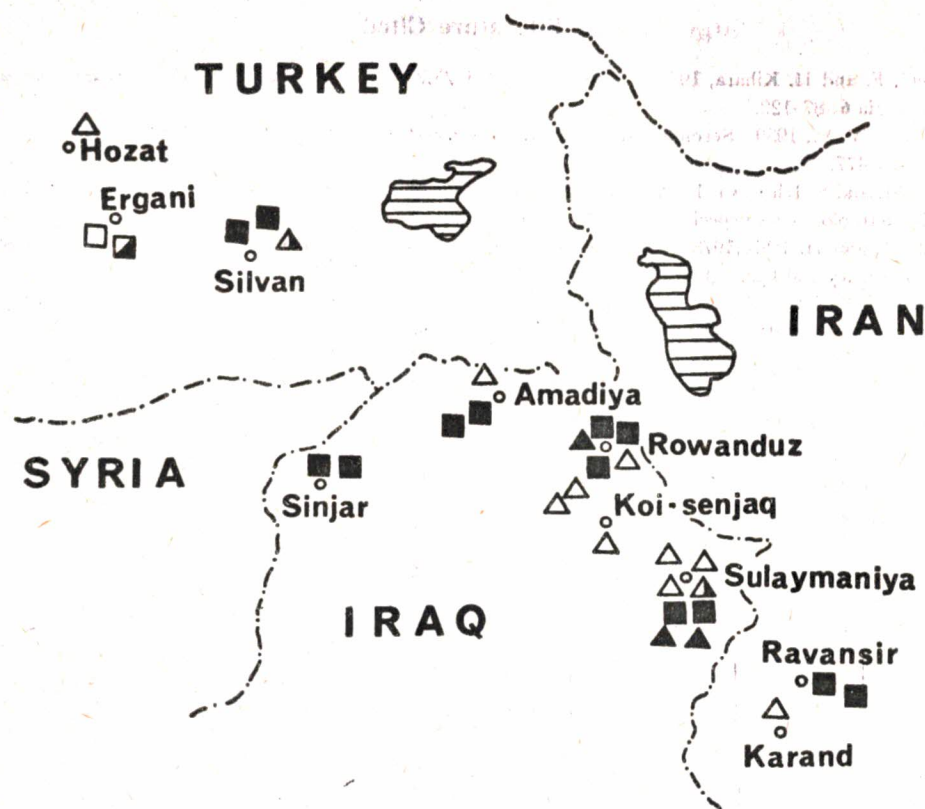 TURKEY
Hozat
Ergani
Silvan
IRAN
Amadiya
Rowanduz
SYRIA
Sinjar
Koi-senjaq
Sulaymaniya
IRAQ
Ravansir
Karand